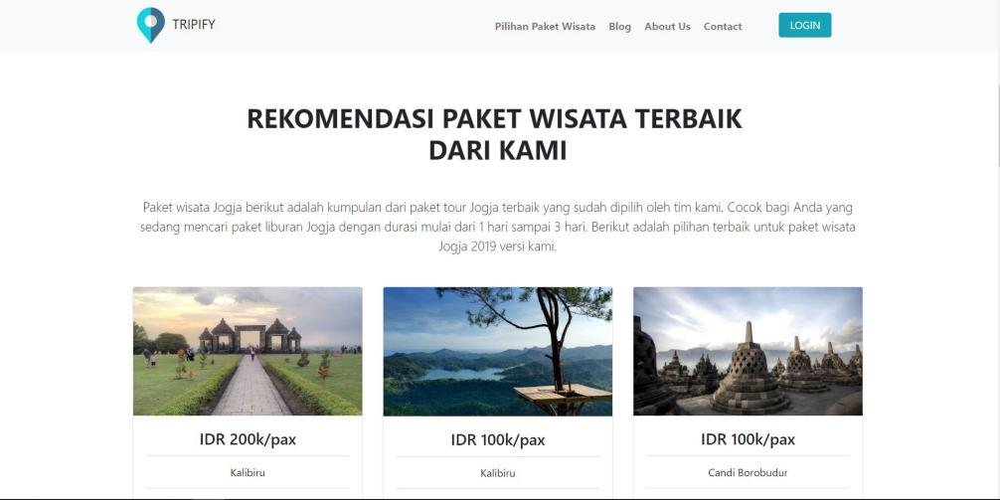 TRIPIFY
Pilihan Paket Wisata Blog About Us Contact LOGIN
REKOMENDASI PAKET WISATA TERBAIK
DARI KAMI
Paket wisata Jogja berikut adalah kumpulan dari paket tour Jogja terbaik yang sudah dipilih oleh tim kami. Cocok bagi Anda yang
sedang mencari paket liburan Jogja dengan durasi mulai dari 1 hari sampai 3 hari. Berikut adalah pilihan terbaik untuk paket wisata
Jogja 2019 versi kami.
IDR 200k/pax
Kalibiru
IDR 100k/pax
Kalibiru
IDR 100k/pax
Candi Borobudur